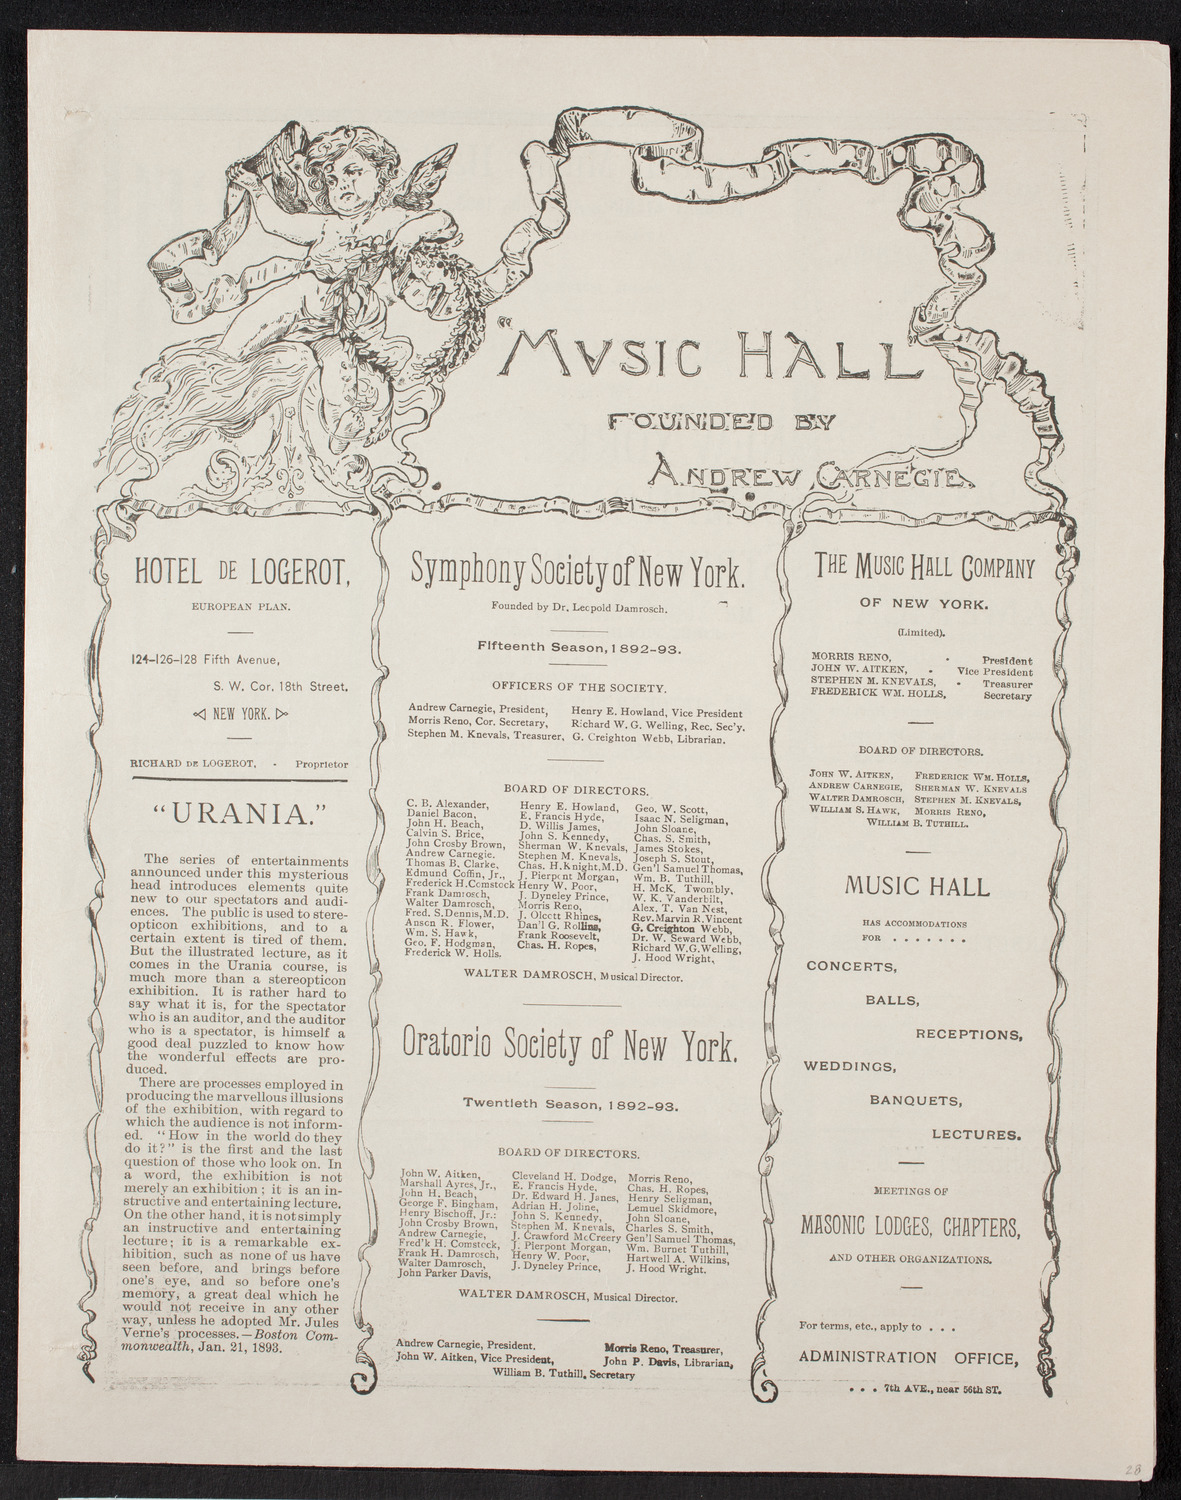 "MVSIC HALL"
FOUNDED BY
ANDREW CARNEGIE.
HOTEL DE LOGEROT,
EUROPEAN PLAN.
124-126-128 Fifth Avenue,
S. W. Cor. 18th Street.
NEW YORK.
RICHARD DE LOGEROT, - Proprietor
"URANIA."
The series of entertainments
announced under this mysterious
head introduces elements quite
new to our spectators and audi-
ences. The public is used to stere-
opticon exhibitions, and to a
certain extent is tired of them.
But the illustrated lecture, as it
comes in the Urania course, is
much more than a stereopticon
exhibition. It is rather hard to
say what it is, for the spectator
who is an auditor, and the auditor
who is a spectator, is himself a
good deal puzzled to know how
the wonderful effects are pro-
duced.
There are processes employed in
producing the marvellous illusions
of the exhibition, with regard to
which the audience is not inform-
ed. "How in the world do they
do it?" is the first and the last
question of those who look on. In
a word, the exhibition is not
merely an exhibition; it is an in-
structive and entertaining lecture.
On the other hand, it is not simply
an instructive and entertaining
lecture; it is a remarkable ex-
hibition, such as none of us have
seen before, and brings before
one's eye, and so before one's
memory, a great deal which he
would not receive in any other
way, unless he adopted Mr. Jules
Verne's processes.—Boston Com-
monwealth, Jan. 21, 1893.
Symphony Society of New York.
Founded by Dr. Leopold Damrosch.
Fifteenth Season, 1892-93.
OFFICERS OF THE SOCIETY.
Andrew Carnegie, President, Henry E. Howland, Vice President
Morris Reno, Cor. Secretary, Richard W. G. Welling, Rec. Sec'y.
Stephen M. Knevals, Treasurer, G. Creighton Webb, Librarian.
BOARD OF DIRECTORS.
C. B. Alexander, Henry E. Howland, Geo. W. Scott,
Daniel Bacon, E. Francis Hyde, Isaac N. Seligman,
John H. Beach, D. Willis James, John Sloane,
Calvin S. Brice, John S. Kennedy, Chas. S. Smith,
John Crosby Brown, Sherman W. Knevals, James Stokes,
Andrew Carnegie. Stephen M. Knevals, Joseph S. Stout,
Thomas B. Clarke, Chas. H. Knight, M.D. Gen'l Samuel Thomas,
Edmund Coffin, Jr., J. Pierpont Morgan, Wm. B. Tuthill,
Frederick H. Comstock Henry W. Poor, H. McK. Twombly,
Frank Damrosch, J. Dyneley Prince, W. K. Vanderbilt,
Walter Damrosch, Morris Reno, Alex. T. Van Nest,
Fred. S. Dennis, M.D. J. Olcott Rhines, Rev. Marvin R. Vincent
Anson R. Flower, Dan'l G. Rollins, G. Creighton Webb,
Wm. S. Hawk, Frank Roosevelt, Dr. W. Seward Webb,
Geo. F. Hodgman, Chas. H. Ropes, Richard W.G. Welling,
Frederick W. Holls. J. Hood Wright,
WALTER DAMROSCH, Musical Director.
Oratorio Society of New York.
Twentieth Season, 1892-93.
BOARD OF DIRECTORS.
John W. Aitken, Cleveland H. Dodge, Morris Reno,
Marshall Ayres, Jr., E. Francis Hyde, Chas. H. Ropes,
John H. Beach, Dr. Edward H. Janes, Henry Seligman,
George F. Bingham, Adrian H. Joline, Lemuel Skidmore,
Henry Bischoff, Jr.: John S. Kennedy, John Sloane,
John Crosby Brown, Stephen M. Knevals, Charles S. Smith,
Andrew Carnegie, J. Crawford McCreery Gen'l Samuel Thomas,
Fred'k H. Comstock, J. Pierpont Morgan, Wm. Burnet Tuthill,
Frank H. Damrosch, Henry W. Poor, Hartwell A. Wilkins,
Walter Damrosch, J. Dyneley Prince, J. Hood Wright.
John Parker Davis,
WALTER DAMROSCH, Musical Director.
Andrew Carnegie, President, Morris Reno, Treasurer,
John W. Aitken, Vice President, John P. Davis, Librarian,
William B. Tuthill, Secretary
THE MUSIC HALL COMPANY
OF NEW YORK.
(Limited).
MORRIS RENO, - President
JOHN W. AITKEN, - Vice President
STEPHEN M. KNEVALS, - Treasurer
FREDERICK WM. HOLLS, Secretary
BOARD OF DIRECTORS.
JOHN W. AITKEN, FREDERICK WM. HOLLS,
ANDREW CARNEGIE, SHERMAN W. KNEVALS
WALTER DAMROSCH, STEPHEN M. KNEVALS,
WILLIAM S. HAWK, MORRIS RENO,
WILLIAM B. TUTHILL.
MUSIC HALL
HAS ACCOMMODATIONS
FOR . . . . . . .
CONCERTS,
BALLS,
RECEPTIONS,
WEDDINGS,
BANQUETS,
LECTURES.
MEETINGS OF
MASONIC LODGES, CHAPTERS,
AND OTHER ORGANIZATIONS.
For terms, etc., apply to . . .
ADMINISTRATION OFFICE,
. . . 7th AVE., near 56th ST.
28